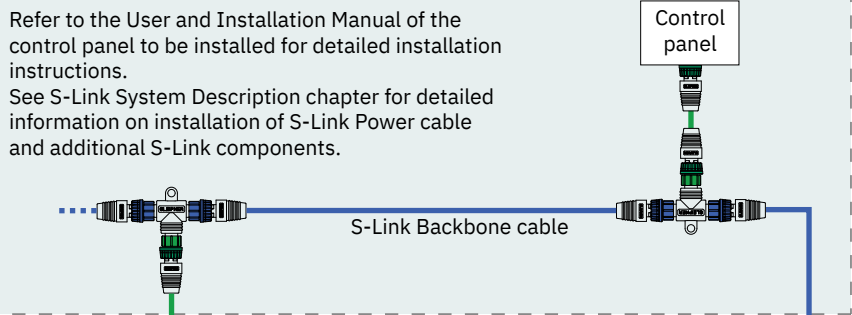 Refer to the User and Installation Manual of the
control panel to be installed for detailed installation
instructions.
See S-Link System Description chapter for detailed
information on installation of S-Link Power cable
and additional S-Link components.
Control
panel
S-Link Backbone cable